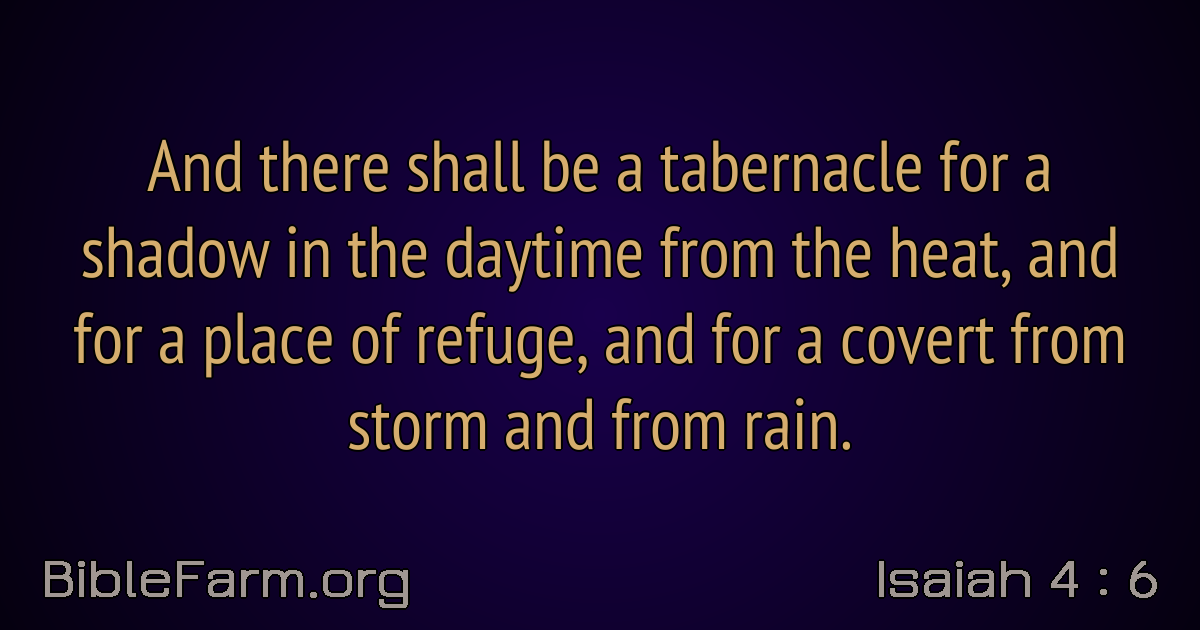 And there shall be a tabernacle for a
shadow in the daytime from the heat, and
for a place of refuge, and for a covert from
storm and from rain.
BibleFarm.org
Isaiah 4 : 6